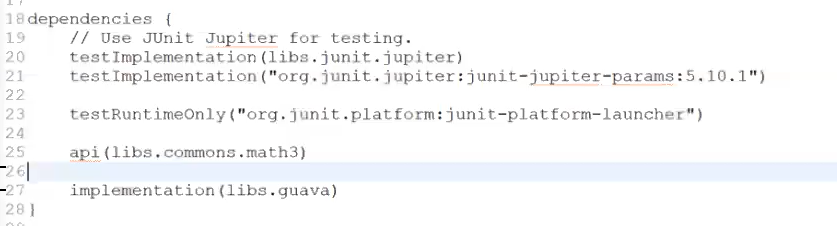 18 dependencies {
19     // Use JUnit Jupiter for testing.
20     testImplementation(libs.junit.jupiter)
21     testImplementation("org.junit.jupiter:junit-jupiter-params:5.10.1")
22
23     testRuntimeOnly("org.junit.platform:junit-platform-launcher")
24
25     api(libs.commons.math3)
26
27     implementation(libs.guava)
28 }